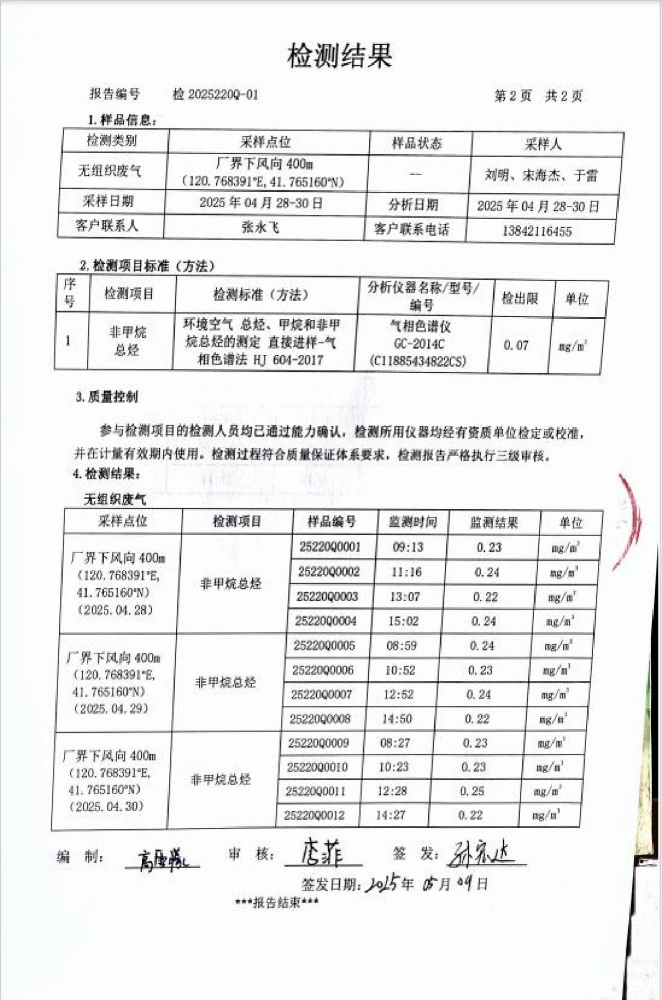 检测结果
报告编号 检 2025220Q-01 第 2 页 共 2 页
1. 样品信息：
检测类别 采样点位 样品状态 采样人
无组织废气 厂界下风向 400m
(120.768391°E, 41.765160°N) — 刘明、宋海杰、于雷
采样日期 2025 年 04 月 28-30 日 分析日期 2025 年 04 月 28-30 日
客户联系人 张永飞 客户联系电话 13842116455
2. 检测项目标准（方法）
序号 检测项目 检测标准（方法） 分析仪器名称/型号/
编号 检出限 单位
1 非甲烷
总烃 环境空气 总烃、甲烷和非甲
烷总烃的测定 直接进样-气
相色谱法 HJ 604-2017 气相色谱仪
GC-2014C
(C11885434822CS) 0.07 mg/m³
3. 质量控制
参与检测项目的检测人员均已通过能力确认，检测所用仪器均经有资质单位检定或校准，
并在计量有效期内使用。检测过程符合质量保证体系要求，检测报告严格执行三级审核。
4. 检测结果：
无组织废气
采样点位 检测项目 样品编号 监测时间 监测结果 单位
厂界下风向 400m
(120.768391°E,
41.765160°N)
(2025.04.28)
非甲烷总烃
25220Q0001 09:13 0.23 mg/m³
25220Q0002 11:16 0.24 mg/m³
25220Q0003 13:07 0.22 mg/m³
25220Q0004 15:02 0.24 mg/m³
厂界下风向 400m
(120.768391°E,
41.765160°N)
(2025.04.29)
非甲烷总烃
25220Q0005 08:59 0.24 mg/m³
25220Q0006 10:52 0.23 mg/m³
25220Q0007 12:52 0.24 mg/m³
25220Q0008 14:50 0.22 mg/m³
厂界下风向 400m
(120.768391°E,
41.765160°N)
(2025.04.30)
非甲烷总烃
25220Q0009 08:27 0.23 mg/m³
25220Q0010 10:23 0.23 mg/m³
25220Q0011 12:28 0.25 mg/m³
25220Q0012 14:27 0.22 mg/m³
编 制： 审 核： 李菲 签 发： 孙宏达
签发日期：2025年 05月 09日
***报告结束***